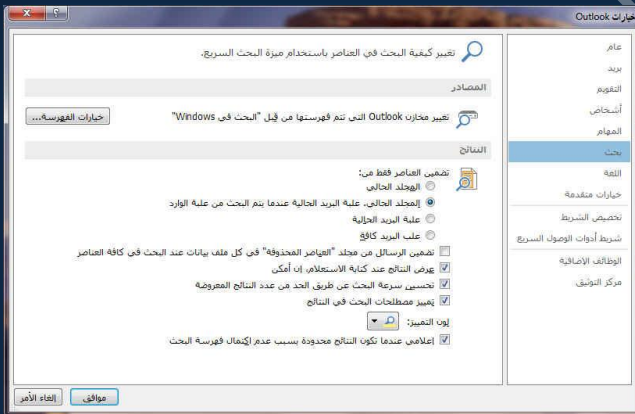 خيارات Outlook
عام
بريد
التقويم
أشخاص
المهام
بحث
اللغة
خيارات متقدمة
تخصيص الشريط
شريط أدوات الوصول السريع
الوظائف الإضافية
مركز التوثيق
تغيير كيفية البحث في العناصر باستخدام ميزة البحث السريع.
المصادر
تغيير مخازن Outlook التي تتم فهرستها من قِبل "البحث في Windows"
خيارات الفهرسة...
النتائج
تضمين العناصر فقط من:
المجلد الحالي
المجلد الحالي. علبة البريد الحالية عندما يتم البحث من علبة الوارد
علبة البريد الحالية
علب البريد كافة
تضمين الرسائل من مجلد "العناصر المحذوفة" في كل ملف بيانات عند البحث في كافة العناصر
عرض النتائج عند كتابة الاستعلام، إن أمكن
تحسين سرعة البحث عن طريق الحد من عدد النتائج المعروضة
تمييز مصطلحات البحث في النتائج
لون التمييز:
إعلامي عندما تكون النتائج محدودة بسبب عدم اكتمال فهرسة البحث
موافق
إلغاء الأمر